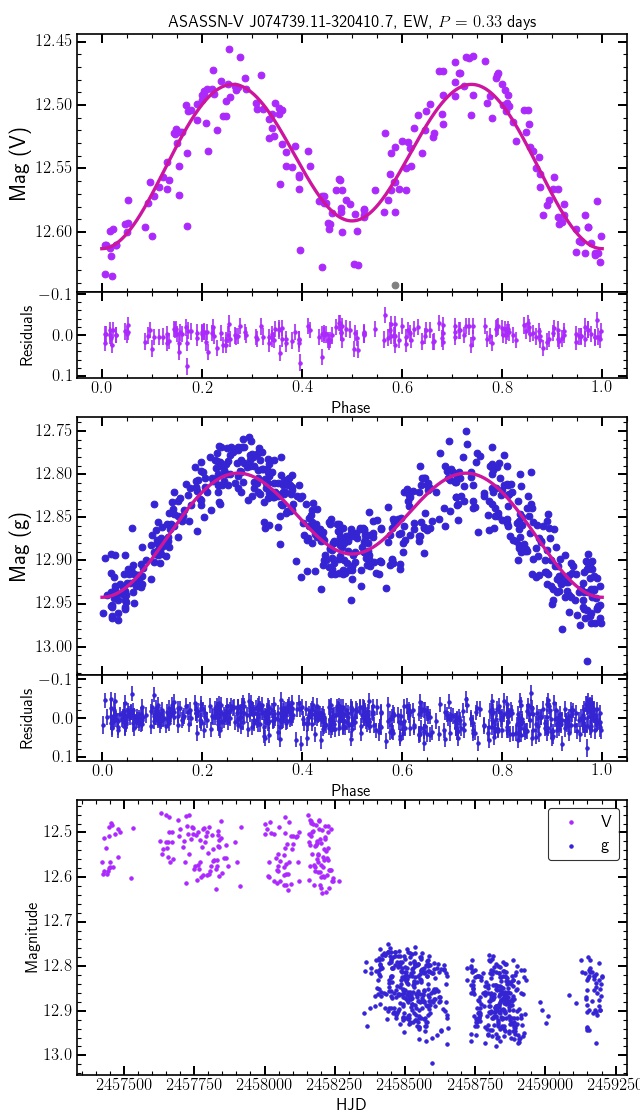 ASASSN-V J074739.11-320410.7, EW, P = 0.33 days
12.45
12.50
12.55
12.60
Mag (V)
−0.1
0.0
0.1
Residuals
0.0 0.2 0.4 0.6 0.8 1.0
Phase
12.75
12.80
12.85
12.90
12.95
13.00
Mag (g)
−0.1
0.0
0.1
Residuals
0.0 0.2 0.4 0.6 0.8 1.0
Phase
V
g
12.5
12.6
12.7
12.8
12.9
13.0
Magnitude
2457500 2457750 2458000 2458250 2458500 2458750 2459000 245925
HJD